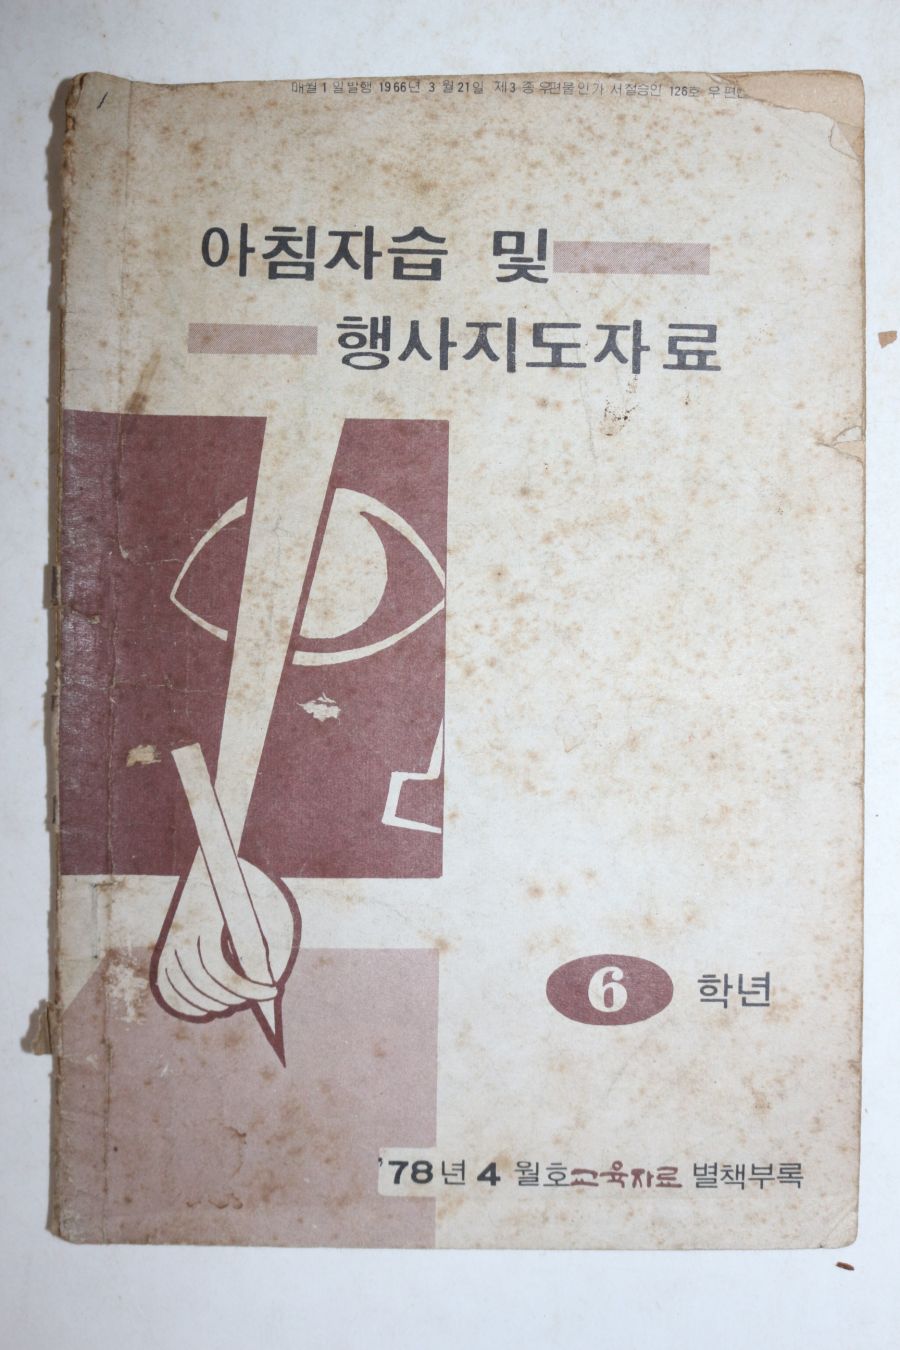 매월 1 일 발행 1966년 3 월 21일 제 3 종 우편물 인가 서철승인 126호 우편
아침자습 및
행사지도자료
6 학년
'78년 4 월호 교육자료 별책부록